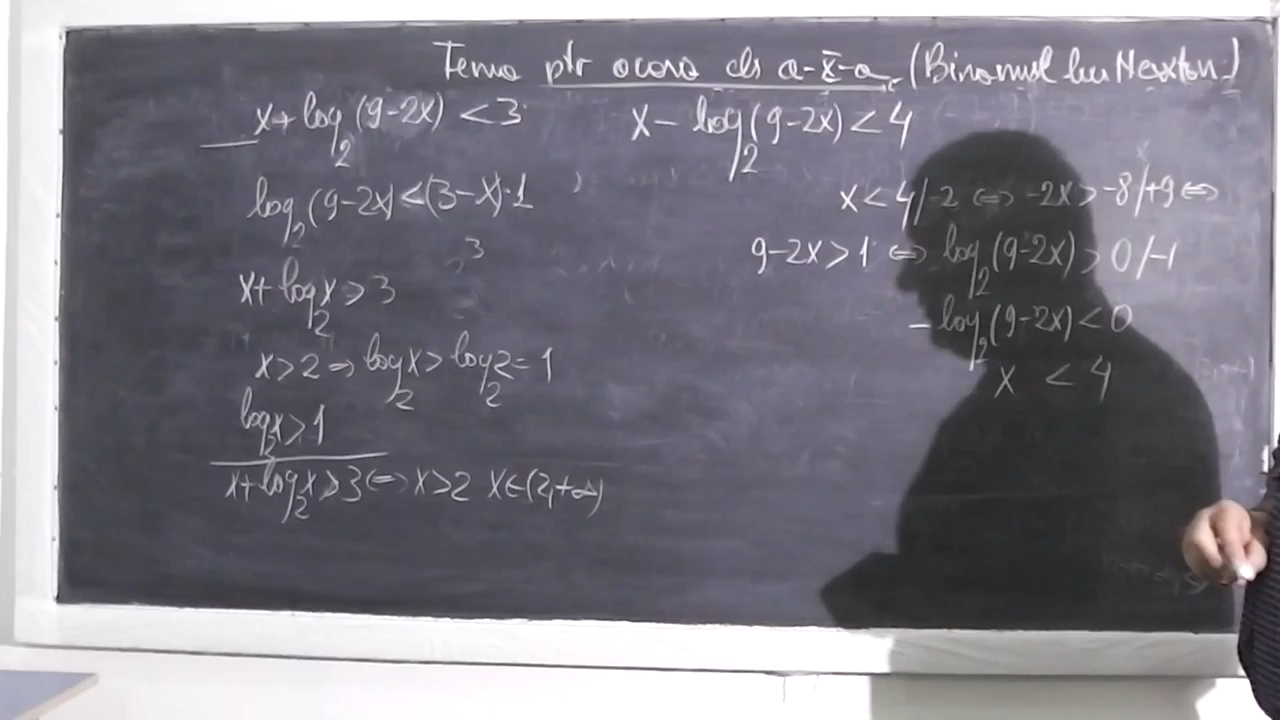 Tema ptr acasă cls a-X-a (Binomul lui Newton)
x + log₂(9-2x) < 3
log₂(9-2x) < (3-x)·1
x + log₂x > 3
x > 2 ⇒ log₂x > log₂2 = 1
log₂x > 1
x + log₂x > 3 ⇔ x > 2 x ∈ (2, +∞)
x - log₂(9-2x) < 4
x < 4 /·-2 ⇔ -2x > -8 /+9 ⇔
9-2x > 1 ⇔ log₂(9-2x) > 0 /·-1
- log₂(9-2x) < 0
x < 4